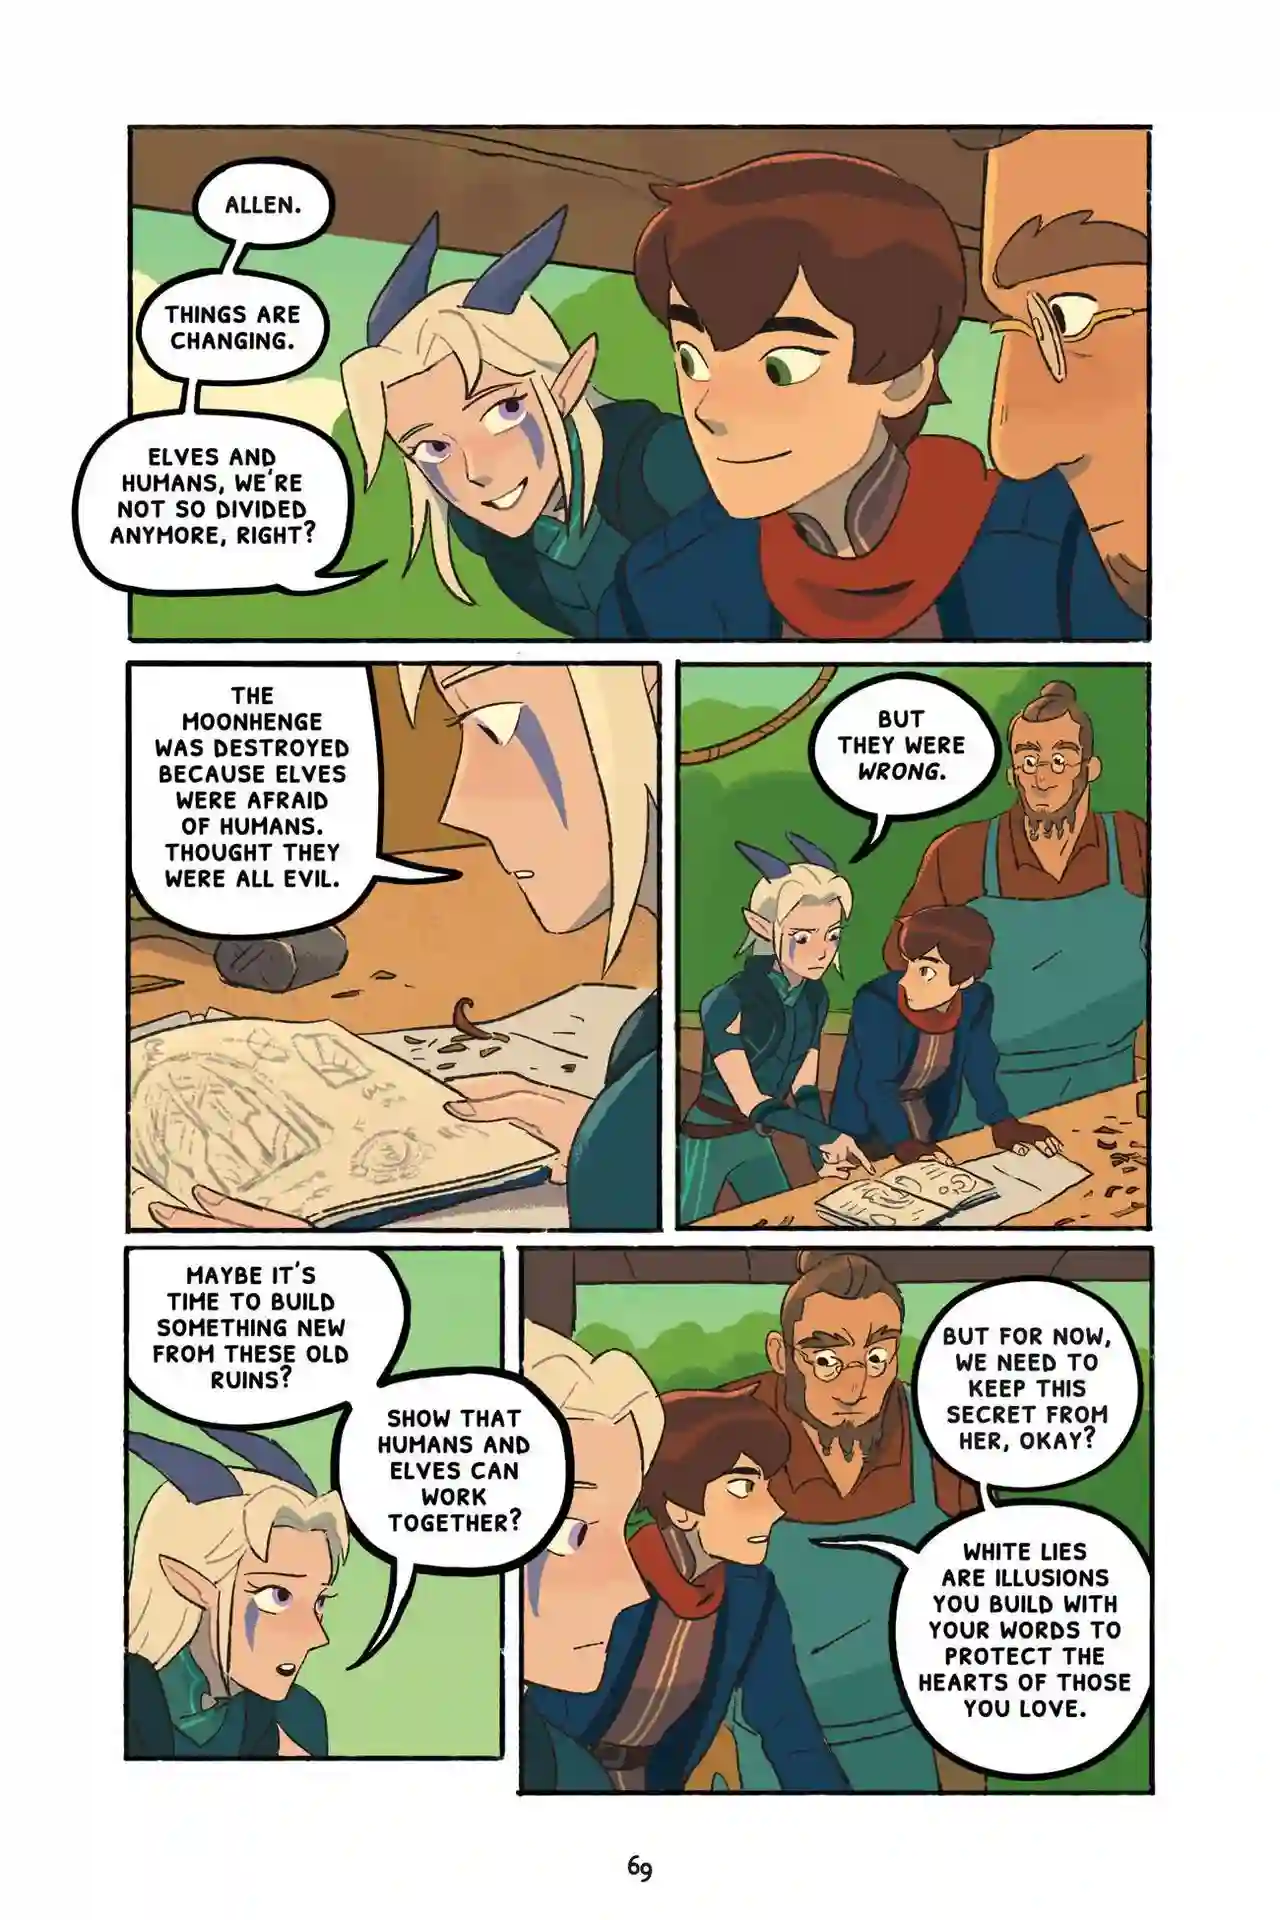 ALLEN.
THINGS ARE
CHANGING.
ELVES AND
HUMANS, WE'RE
NOT SO DIVIDED
ANYMORE, RIGHT?
THE
MOONHENGE
WAS DESTROYED
BECAUSE ELVES
WERE AFRAID
OF HUMANS.
THOUGHT THEY
WERE ALL EVIL.
BUT
THEY WERE
WRONG.
MAYBE IT'S
TIME TO BUILD
SOMETHING NEW
FROM THESE OLD
RUINS?
SHOW THAT
HUMANS AND
ELVES CAN
WORK
TOGETHER?
BUT FOR NOW,
WE NEED TO
KEEP THIS
SECRET FROM
HER, OKAY?
WHITE LIES
ARE ILLUSIONS
YOU BUILD WITH
YOUR WORDS TO
PROTECT THE
HEARTS OF THOSE
YOU LOVE.
69